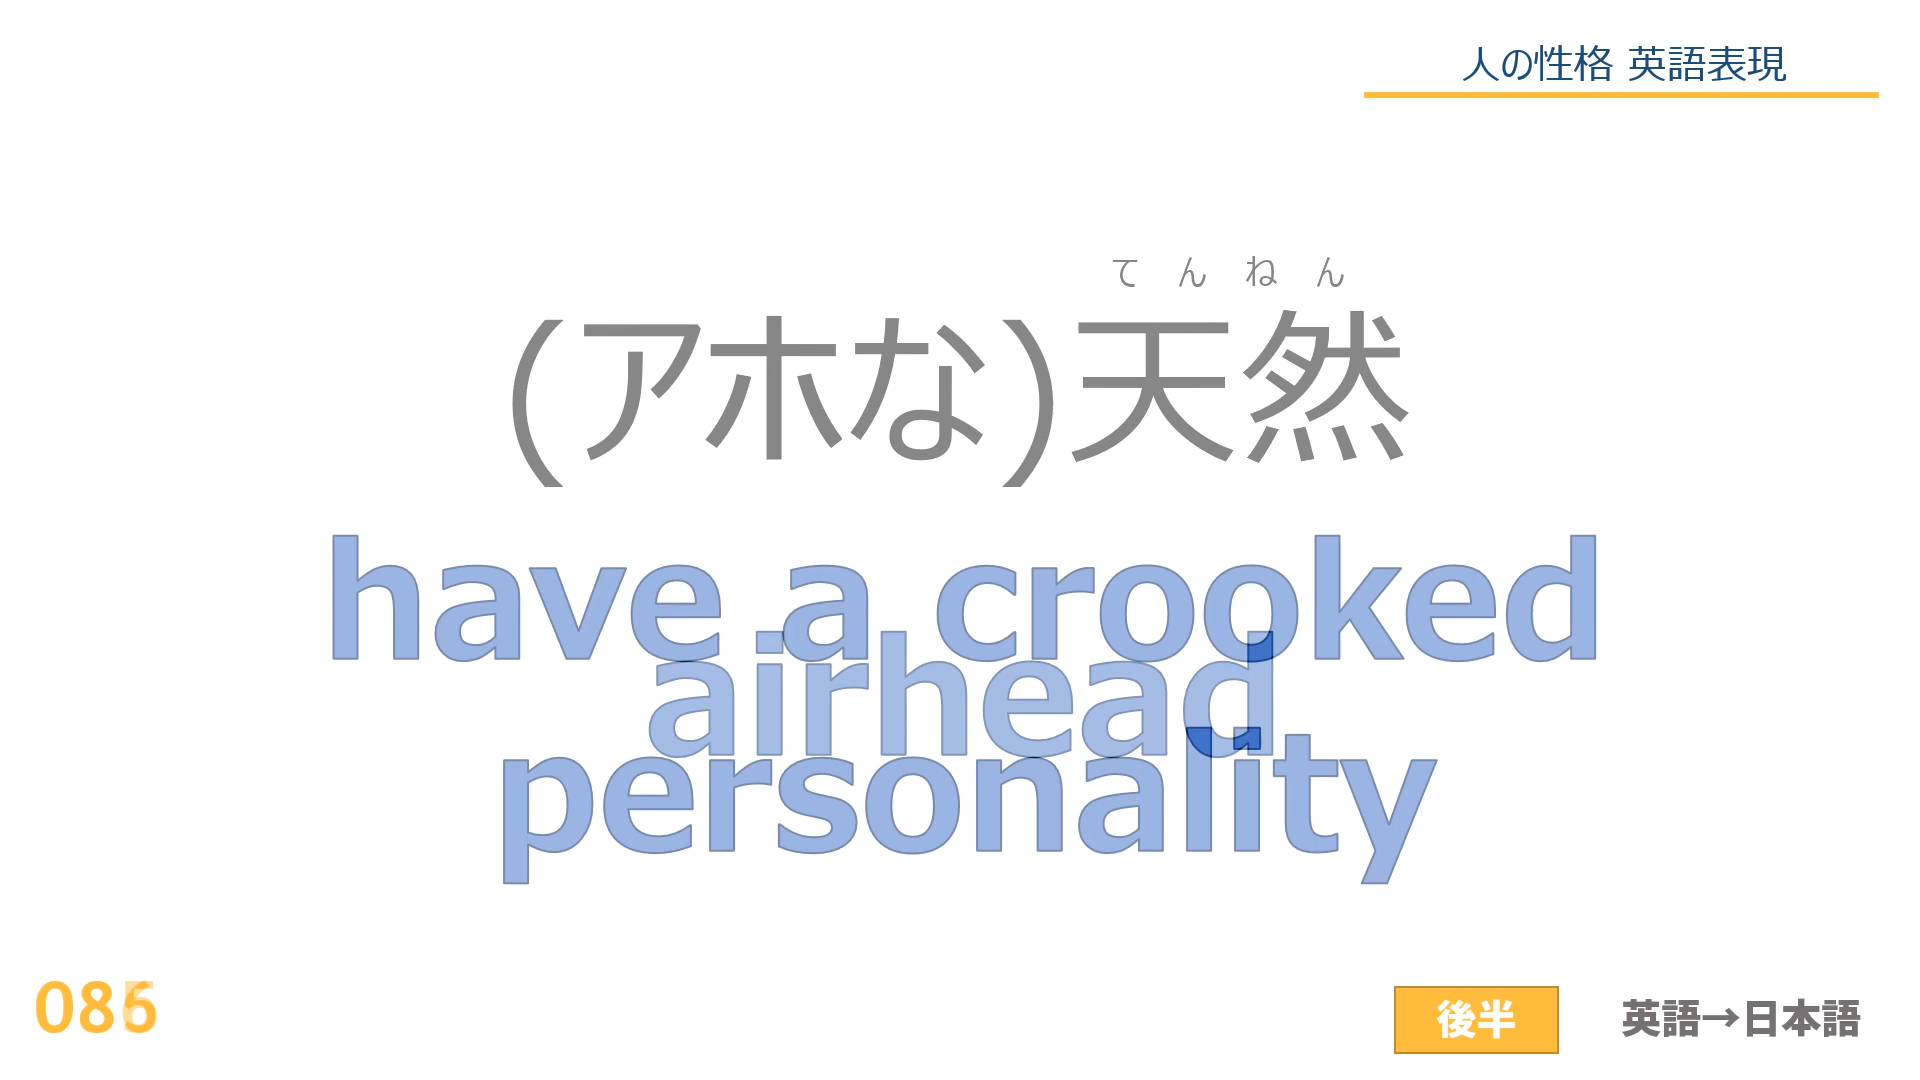 人の性格 英語表現
てんねん
(アホな)天然
have a crooked
airhead
personality
後半
英語→日本語